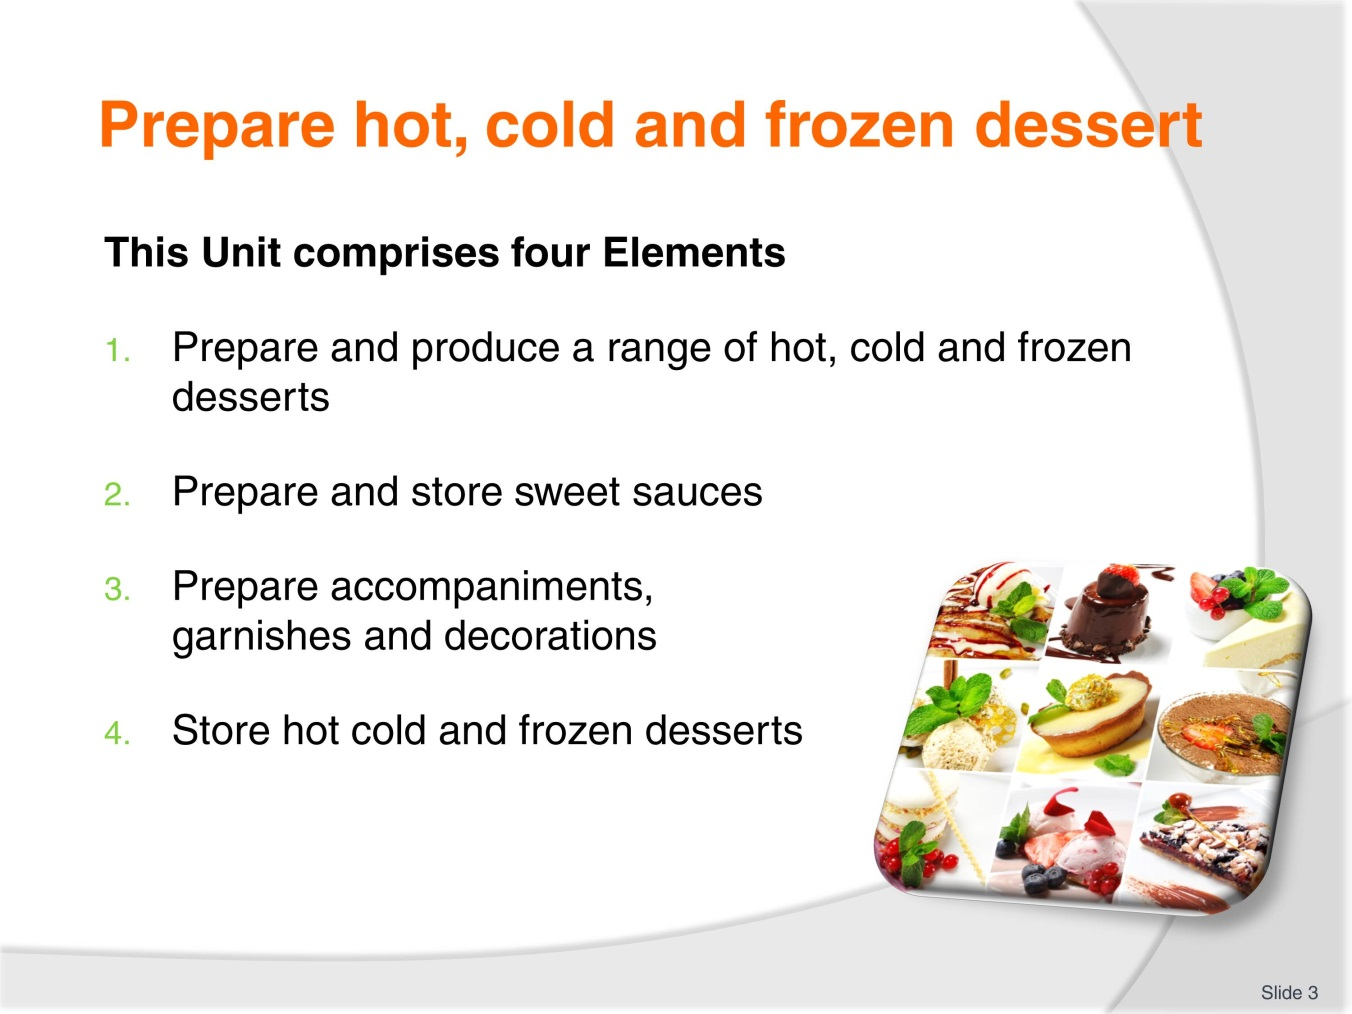 Prepare hot, cold and frozen dessert
This Unit comprises four Elements
1. Prepare and produce a range of hot, cold and frozen
desserts
2. Prepare and store sweet sauces
3. Prepare accompaniments,
garnishes and decorations
4. Store hot cold and frozen desserts
Slide 3